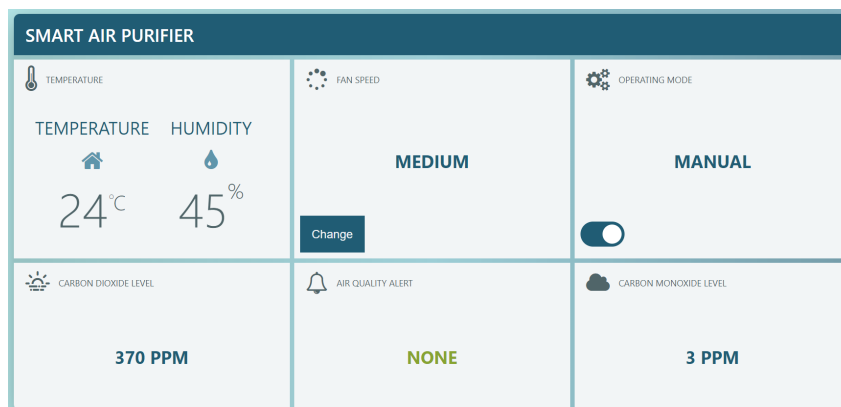 SMART AIR PURIFIER
TEMPERATURE
TEMPERATURE HUMIDITY
24°C 45%
FAN SPEED
MEDIUM
Change
OPERATING MODE
MANUAL
CARBON DIOXIDE LEVEL
370 PPM
AIR QUALITY ALERT
NONE
CARBON MONOXIDE LEVEL
3 PPM